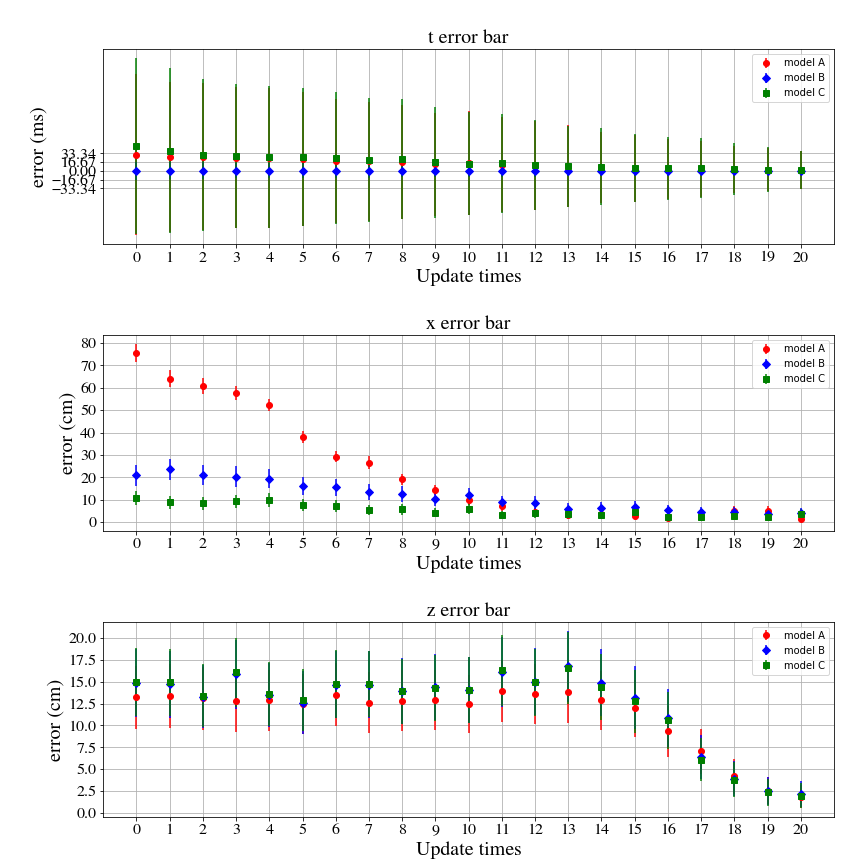 t error bar
error (ms)
33.34
16.67
0.00
−16.67
−33.34
model A
model B
model C
0 1 2 3 4 5 6 7 8 9 10 11 12 13 14 15 16 17 18 19 20
Update times
x error bar
error (cm)
80
70
60
50
40
30
20
10
0
model A
model B
model C
0 1 2 3 4 5 6 7 8 9 10 11 12 13 14 15 16 17 18 19 20
Update times
z error bar
error (cm)
20.0
17.5
15.0
12.5
10.0
7.5
5.0
2.5
0.0
model A
model B
model C
0 1 2 3 4 5 6 7 8 9 10 11 12 13 14 15 16 17 18 19 20
Update times